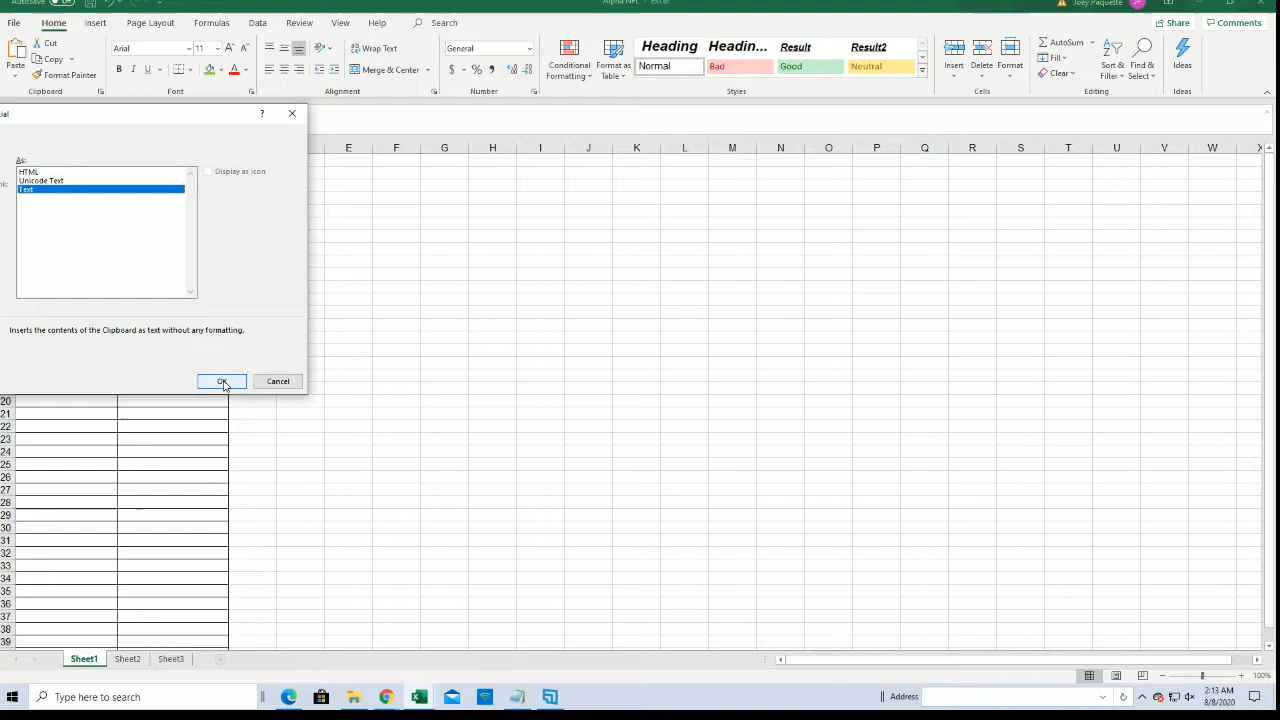 AutoSave
Alpha NFC - Excel
Joey Paquette
File Home Insert Page Layout Formulas Data Review View Help Search
Share Comments
Paste
Cut
Copy
Format Painter
Clipboard
Arial 11
Font
Wrap Text
Merge & Center
Alignment
General
Number
Conditional
Formatting
Format as
Table
Heading Headin... Result Result2
Normal Bad Good Neutral
Styles
Insert Delete Format
Cells
AutoSum
Fill
Clear
Sort &
Filter
Find &
Select
Editing
Ideas
Ideas
As:
HTML
Unicode Text
Text
Display as icon
Inserts the contents of the Clipboard as text without any formatting.
OK Cancel
E F G H I J K L M N O P Q R S T U V W X
20
21
22
23
24
25
26
27
28
29
30
31
32
33
34
35
36
37
38
39
Sheet1 Sheet2 Sheet3
100%
Type here to search
Address
2:13 AM
8/8/2020